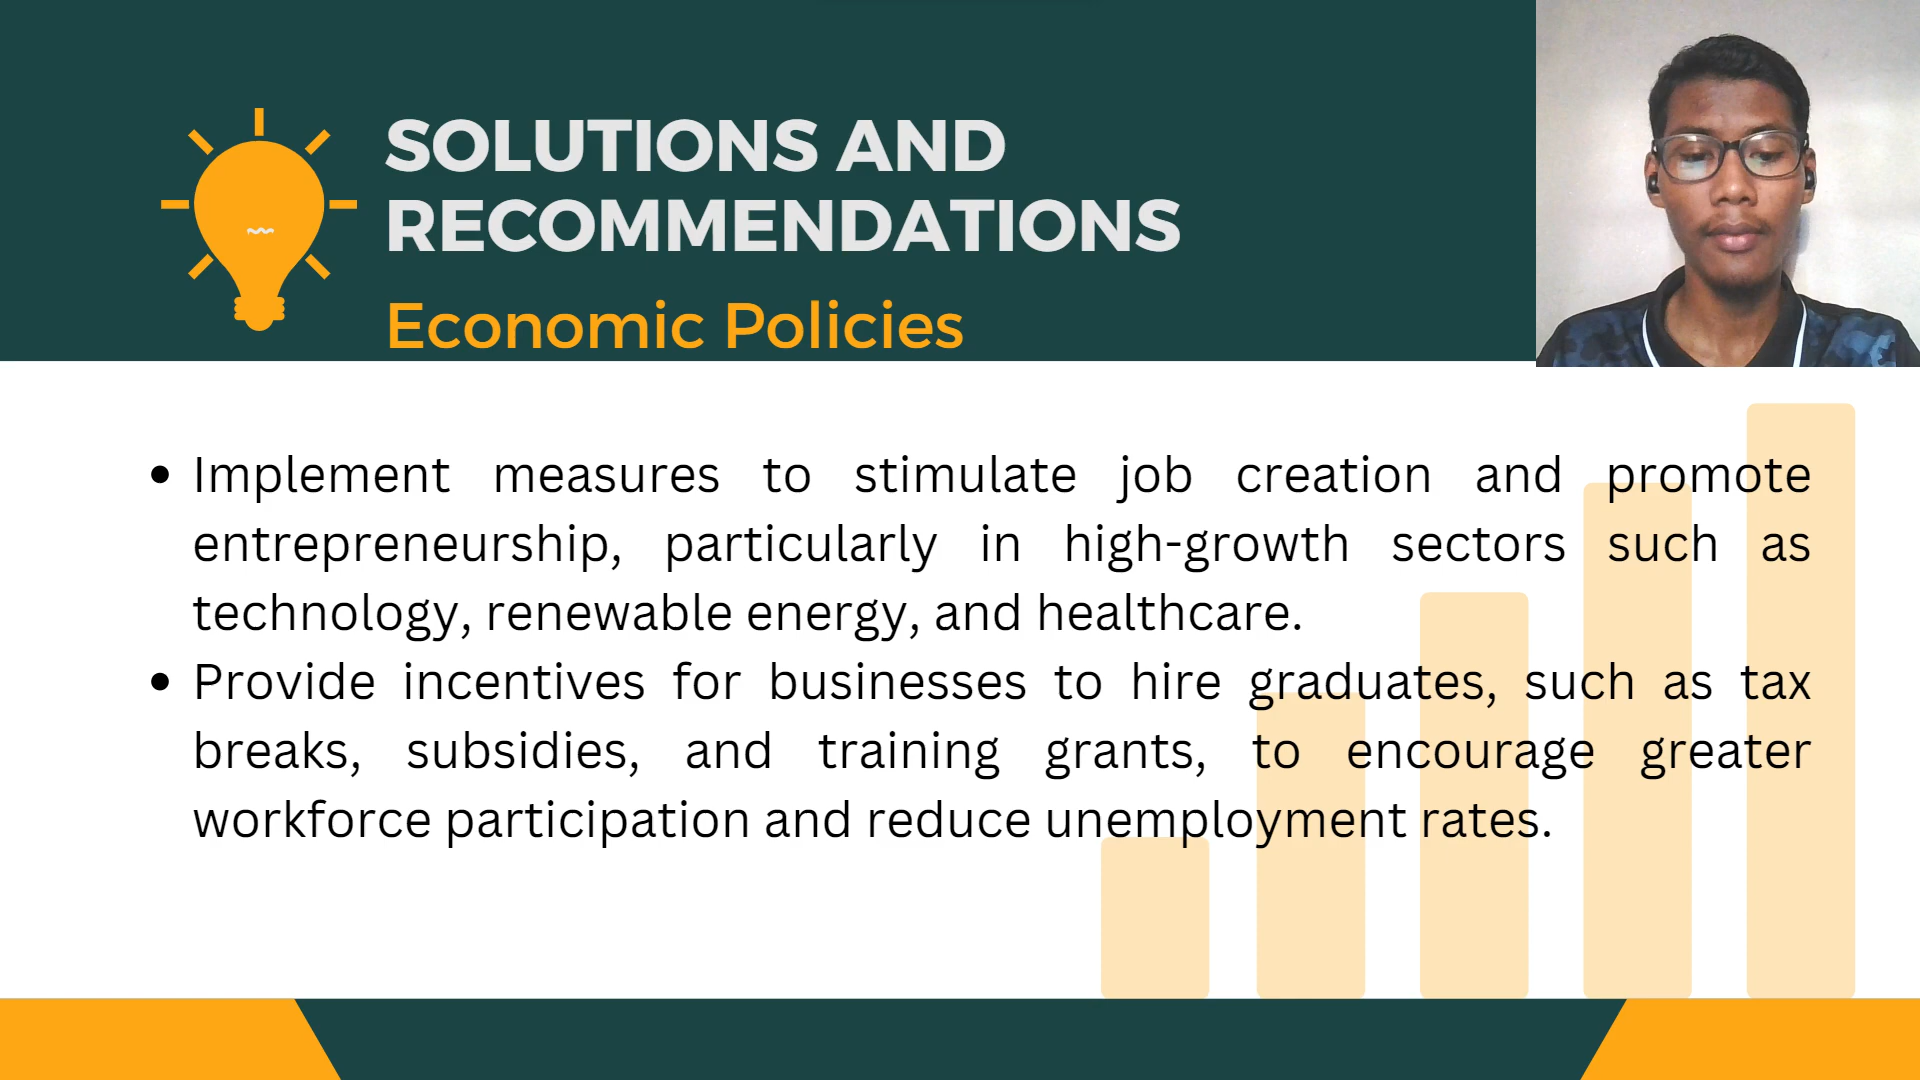 SOLUTIONS AND
RECOMMENDATIONS
Economic Policies
• Implement measures to stimulate job creation and promote
entrepreneurship, particularly in high-growth sectors such as
technology, renewable energy, and healthcare.
• Provide incentives for businesses to hire graduates, such as tax
breaks, subsidies, and training grants, to encourage greater
workforce participation and reduce unemployment rates.